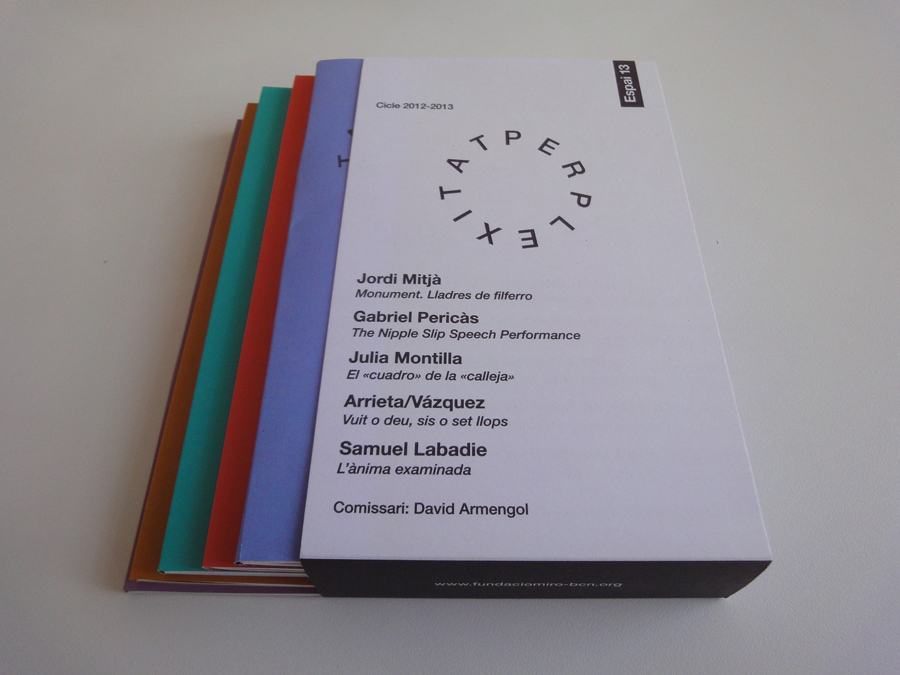 Espai 13
Cicle 2012-2013
PERPLEXITAT
Jordi Mitjà
Monument. Lladres de filferro
Gabriel Pericàs
The Nipple Slip Speech Performance
Julia Montilla
El «cuadro» de la «calleja»
Arrieta/Vázquez
Vuit o deu, sis o set llops
Samuel Labadie
L'ànima examinada
Comissari: David Armengol
www.fundaciomiro-bcn.org